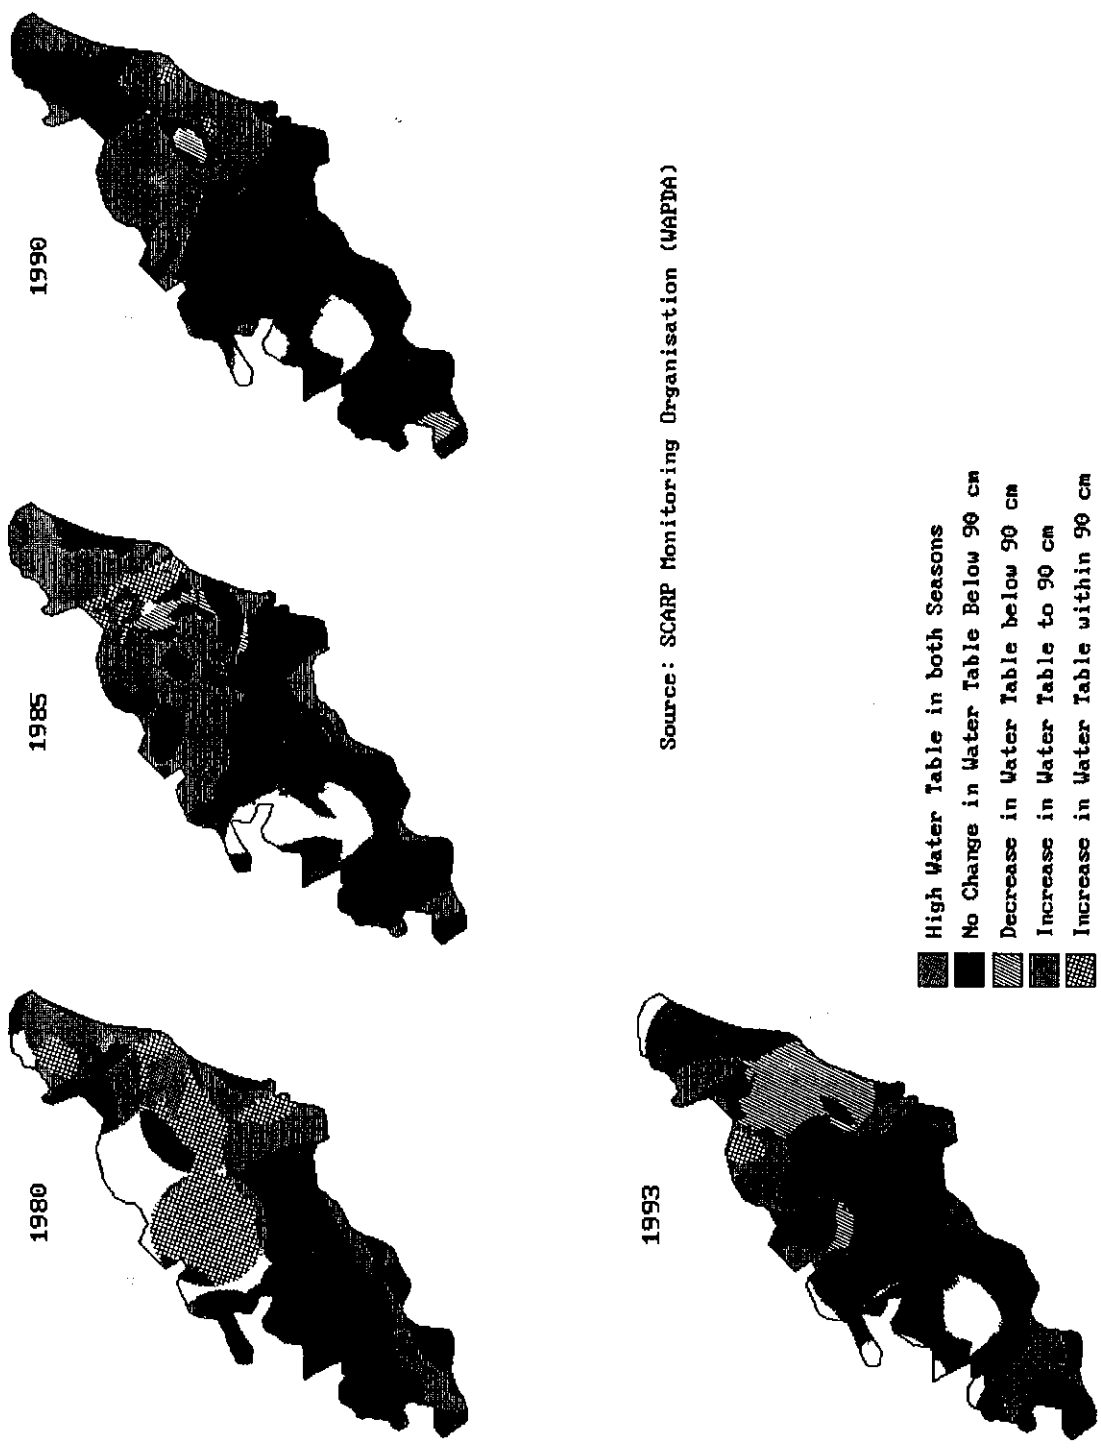 1980
1985
1990
1993
Source: SCARP Monitoring Organisation (WAPDA)
High Water Table in both Seasons
No Change in Water Table Below 90 cm
Decrease in Water Table below 90 cm
Increase in Water Table to 90 cm
Increase in Water Table within 90 cm